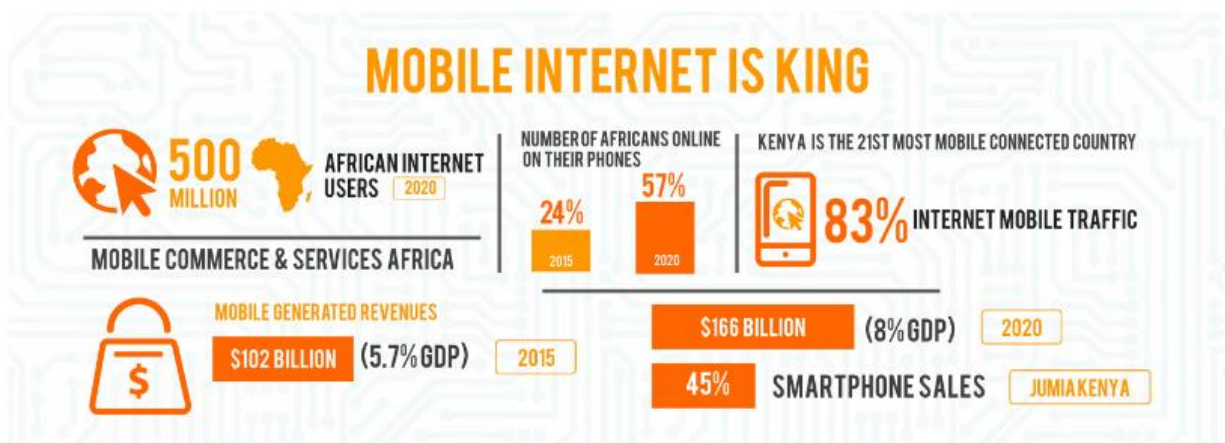 MOBILE INTERNET IS KING
500
MILLION
AFRICAN INTERNET
USERS 2020
NUMBER OF AFRICANS ONLINE
ON THEIR PHONES
24%
2015
57%
2020
KENYA IS THE 21ST MOST MOBILE CONNECTED COUNTRY
83% INTERNET MOBILE TRAFFIC
MOBILE COMMERCE & SERVICES AFRICA
MOBILE GENERATED REVENUES
$
$102 BILLION (5.7% GDP) 2015
$166 BILLION (8% GDP) 2020
45% SMARTPHONE SALES JUMIA KENYA